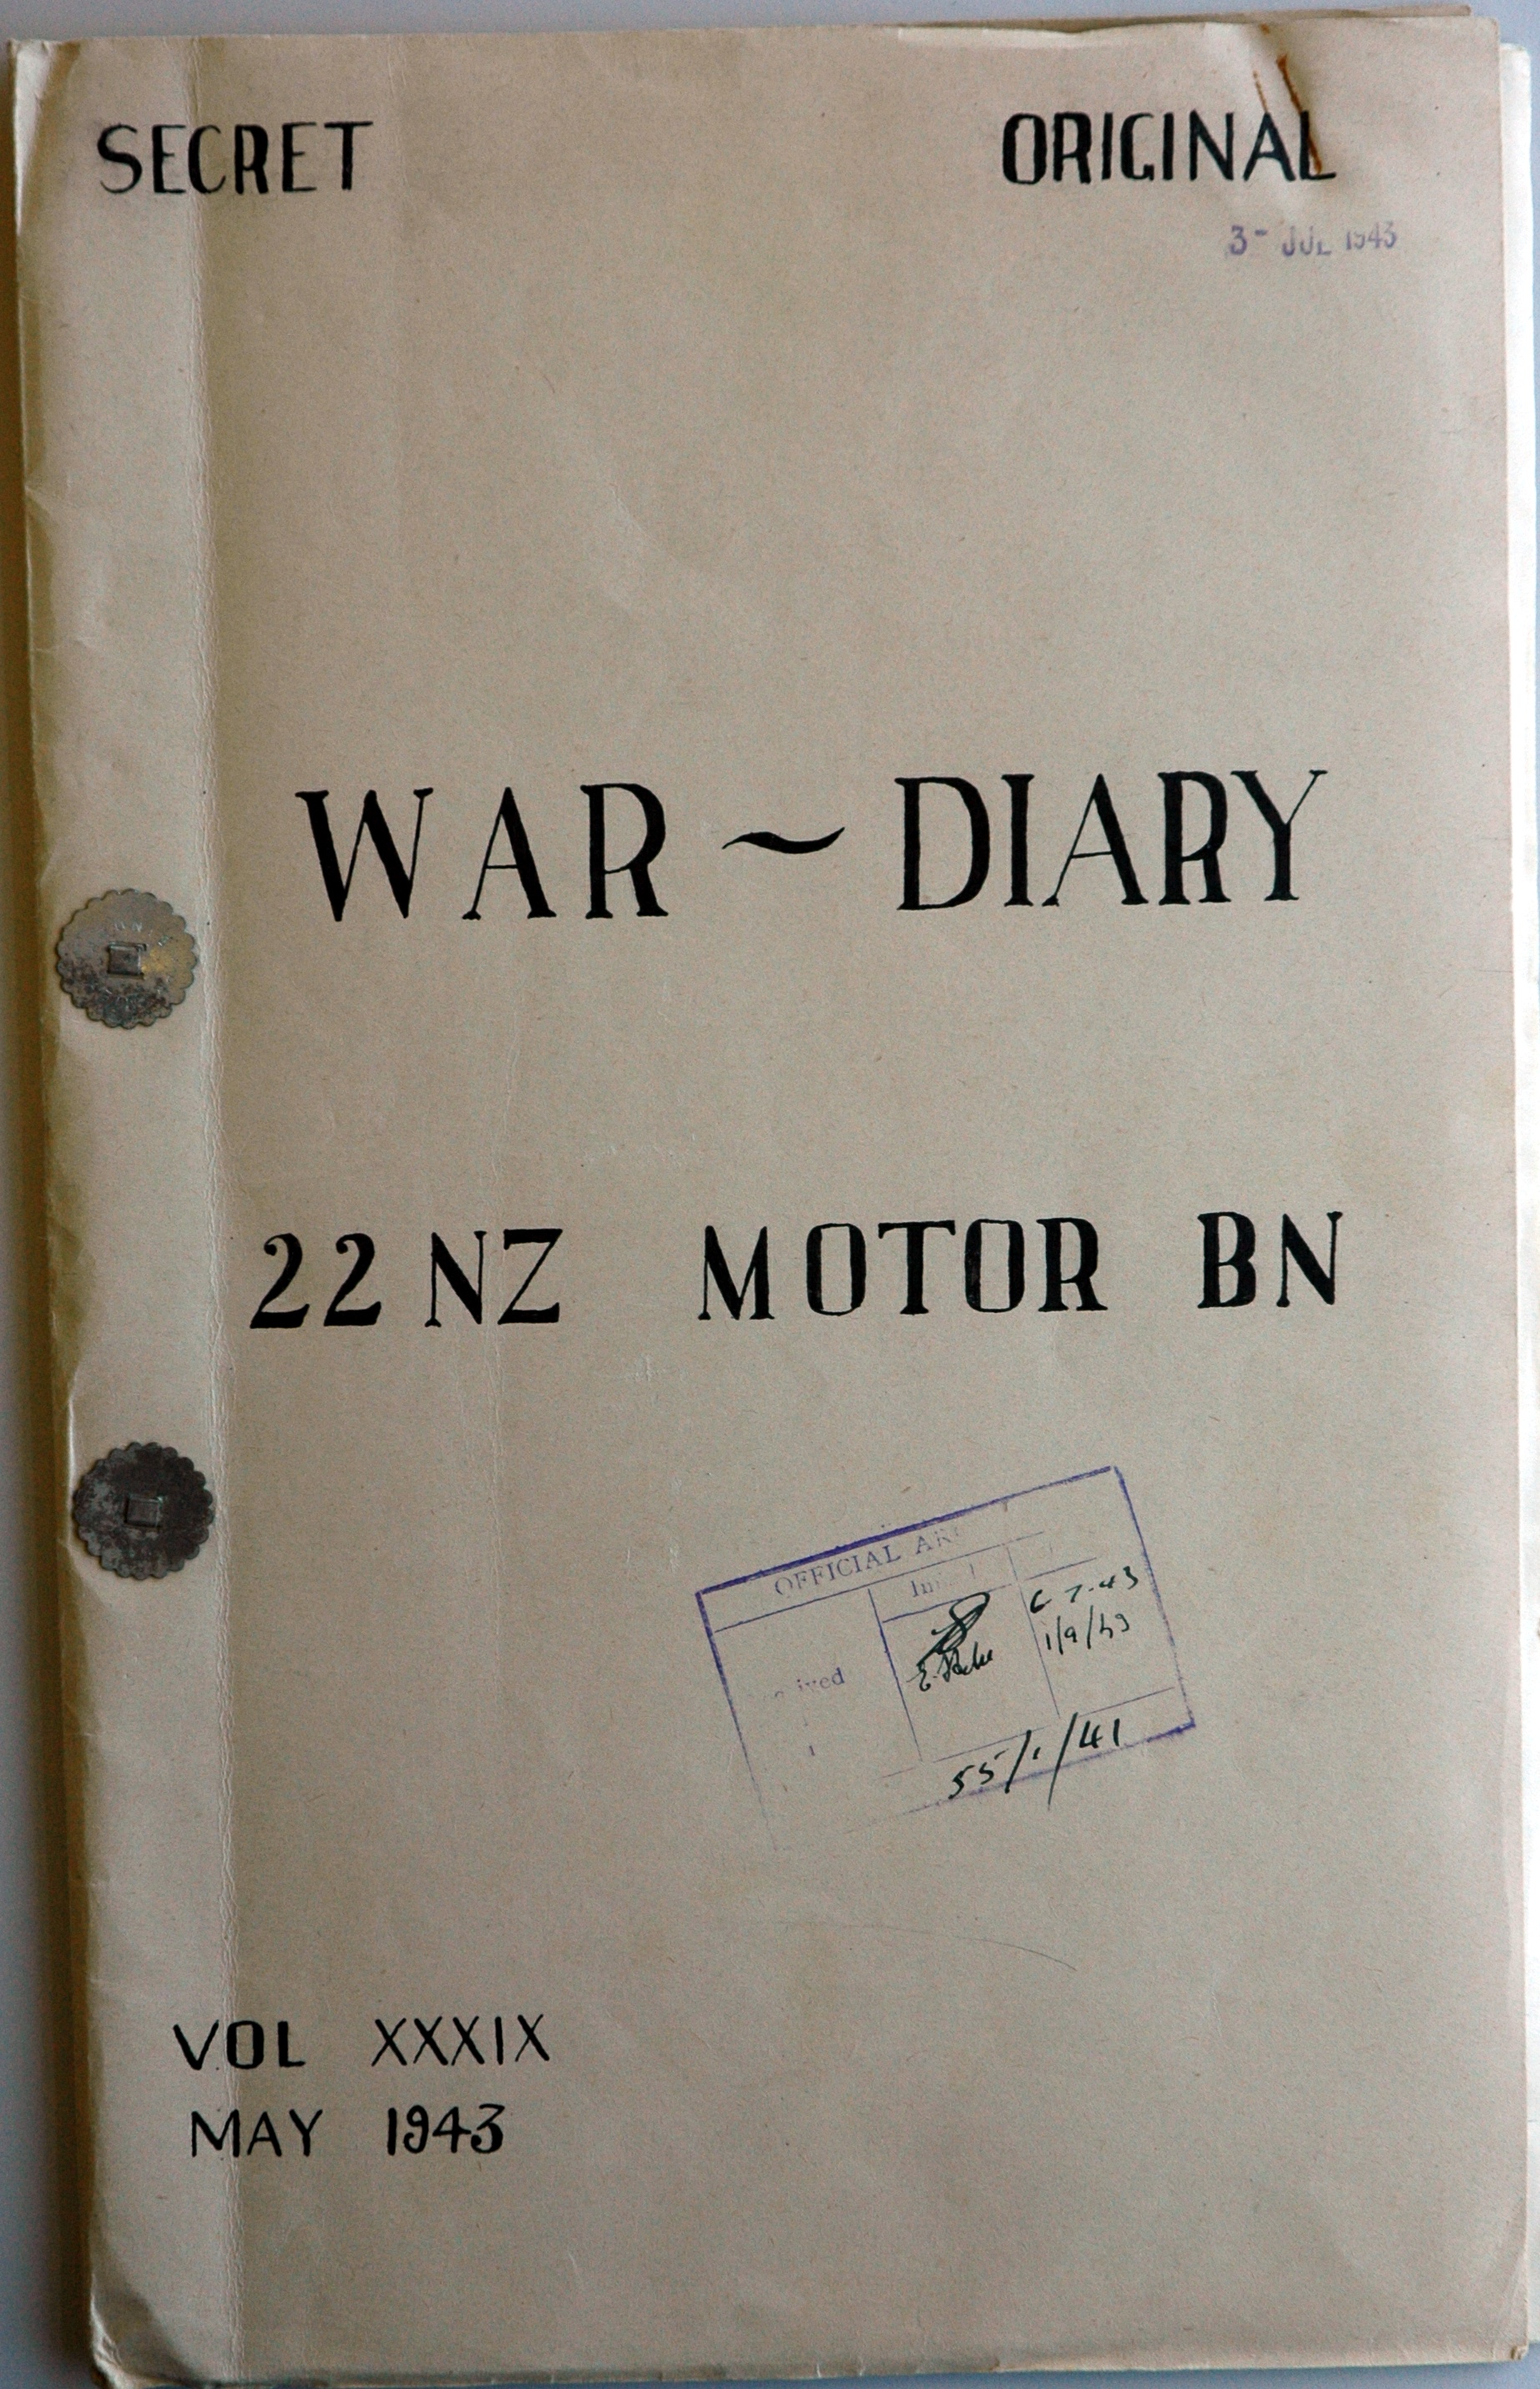 SECRET ORIGINAL
3- JUL 1943
WAR ~ DIARY
22 NZ MOTOR BN
OFFICIAL
7.43
1/9/43
55/1/41
VOL XXXIX
MAY 1943